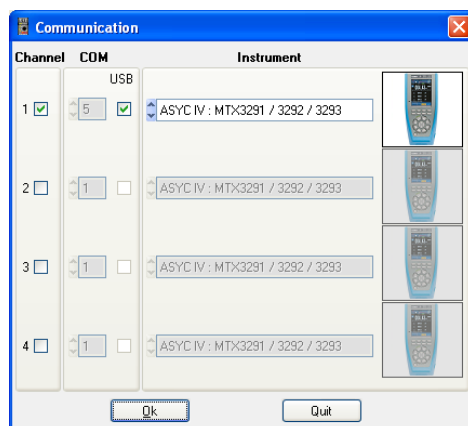 Communication
Channel COM Instrument
USB
1 5 ASYC IV : MTX3291 / 3292 / 3293
2 1 ASYC IV : MTX3291 / 3292 / 3293
3 1 ASYC IV : MTX3291 / 3292 / 3293
4 1 ASYC IV : MTX3291 / 3292 / 3293
Ok Quit